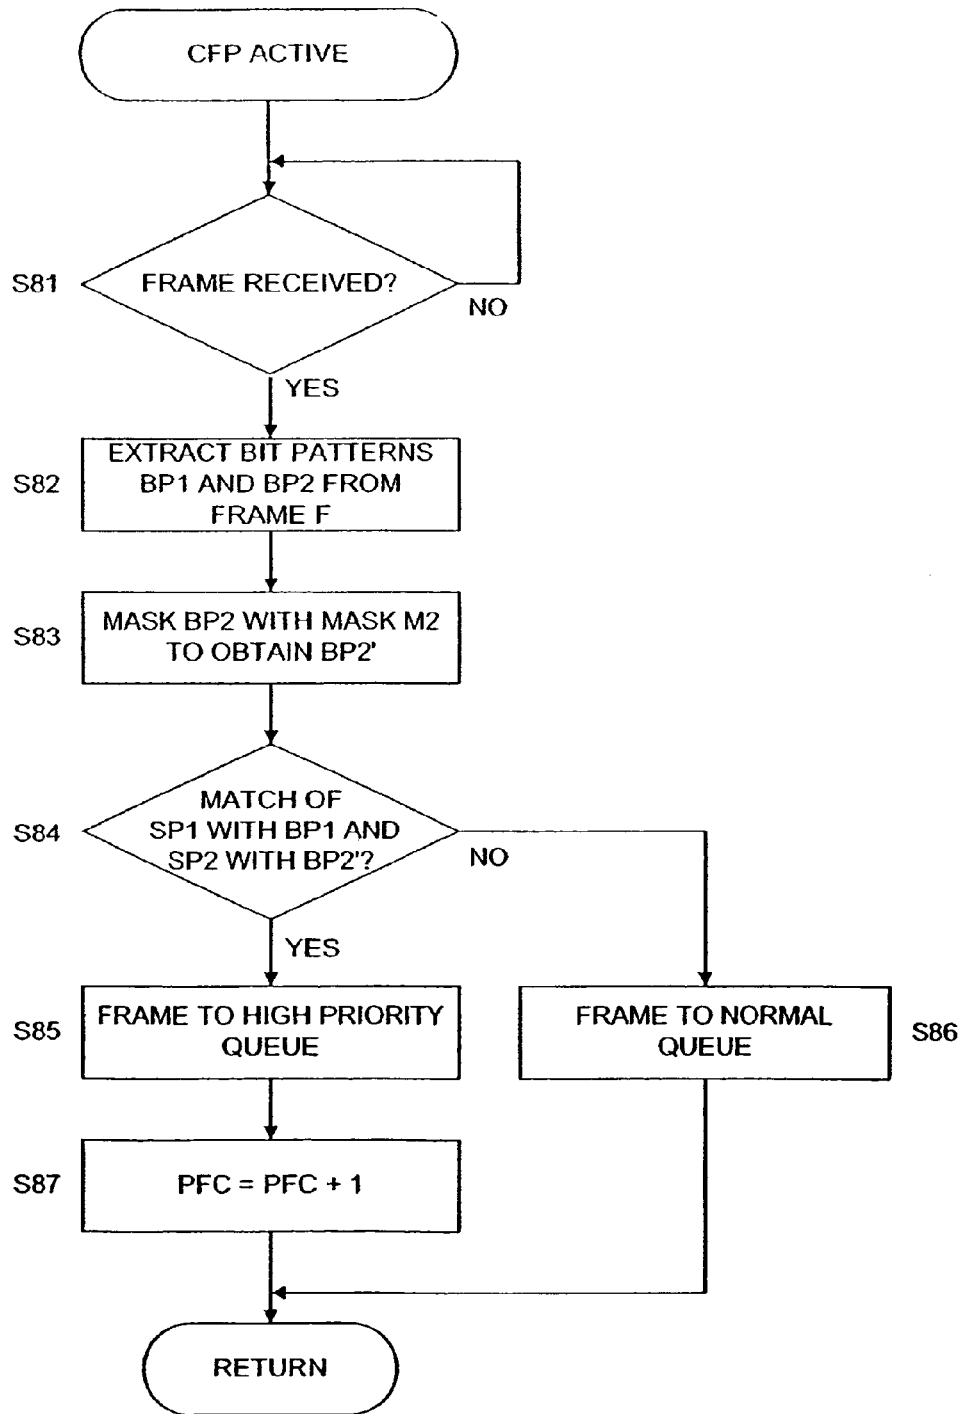 CFP ACTIVE
S81
FRAME RECEIVED?
NO
YES
S82
EXTRACT BIT PATTERNS
BP1 AND BP2 FROM
FRAME F
S83
MASK BP2 WITH MASK M2
TO OBTAIN BP2'
S84
MATCH OF
SP1 WITH BP1 AND
SP2 WITH BP2'?
NO
YES
S85
FRAME TO HIGH PRIORITY
QUEUE
FRAME TO NORMAL
QUEUE
S86
S87
PFC = PFC + 1
RETURN